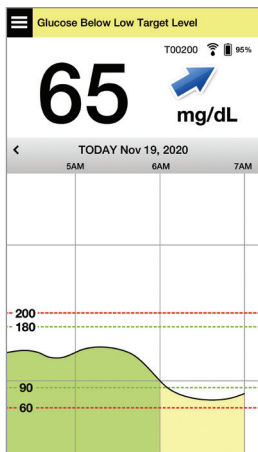 Glucose Below Low Target Level
T00200 95%
65
mg/dL
< TODAY Nov 19, 2020
5AM 6AM 7AM
200
180
90
60